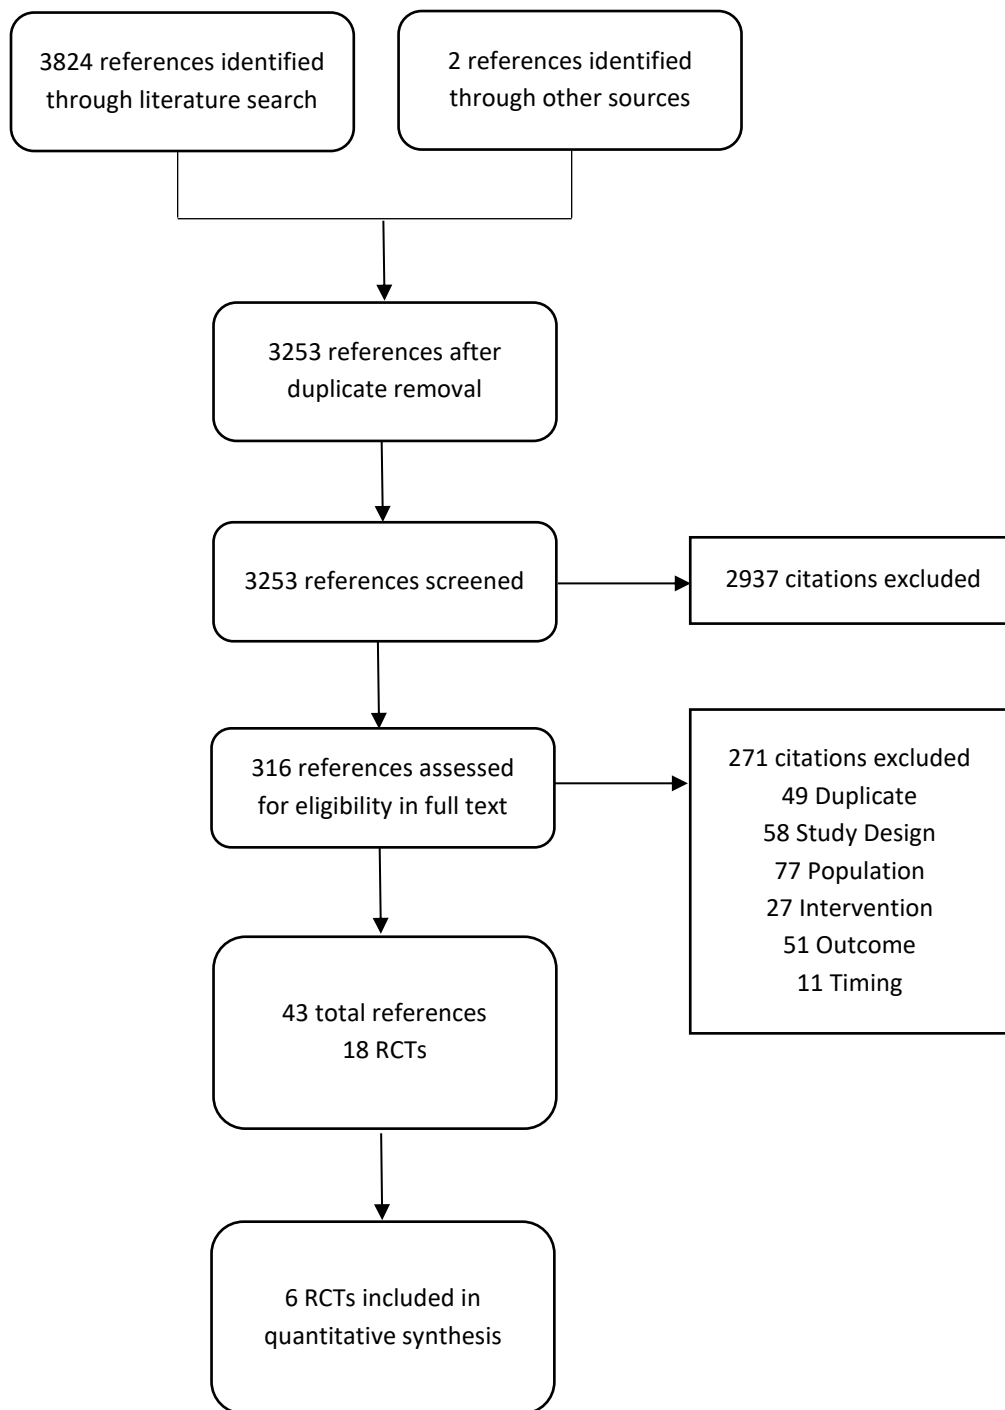 3824 references identified
through literature search
2 references identified
through other sources
3253 references after
duplicate removal
3253 references screened
2937 citations excluded
316 references assessed
for eligibility in full text
271 citations excluded
49 Duplicate
58 Study Design
77 Population
27 Intervention
51 Outcome
11 Timing
43 total references
18 RCTs
6 RCTs included in
quantitative synthesis